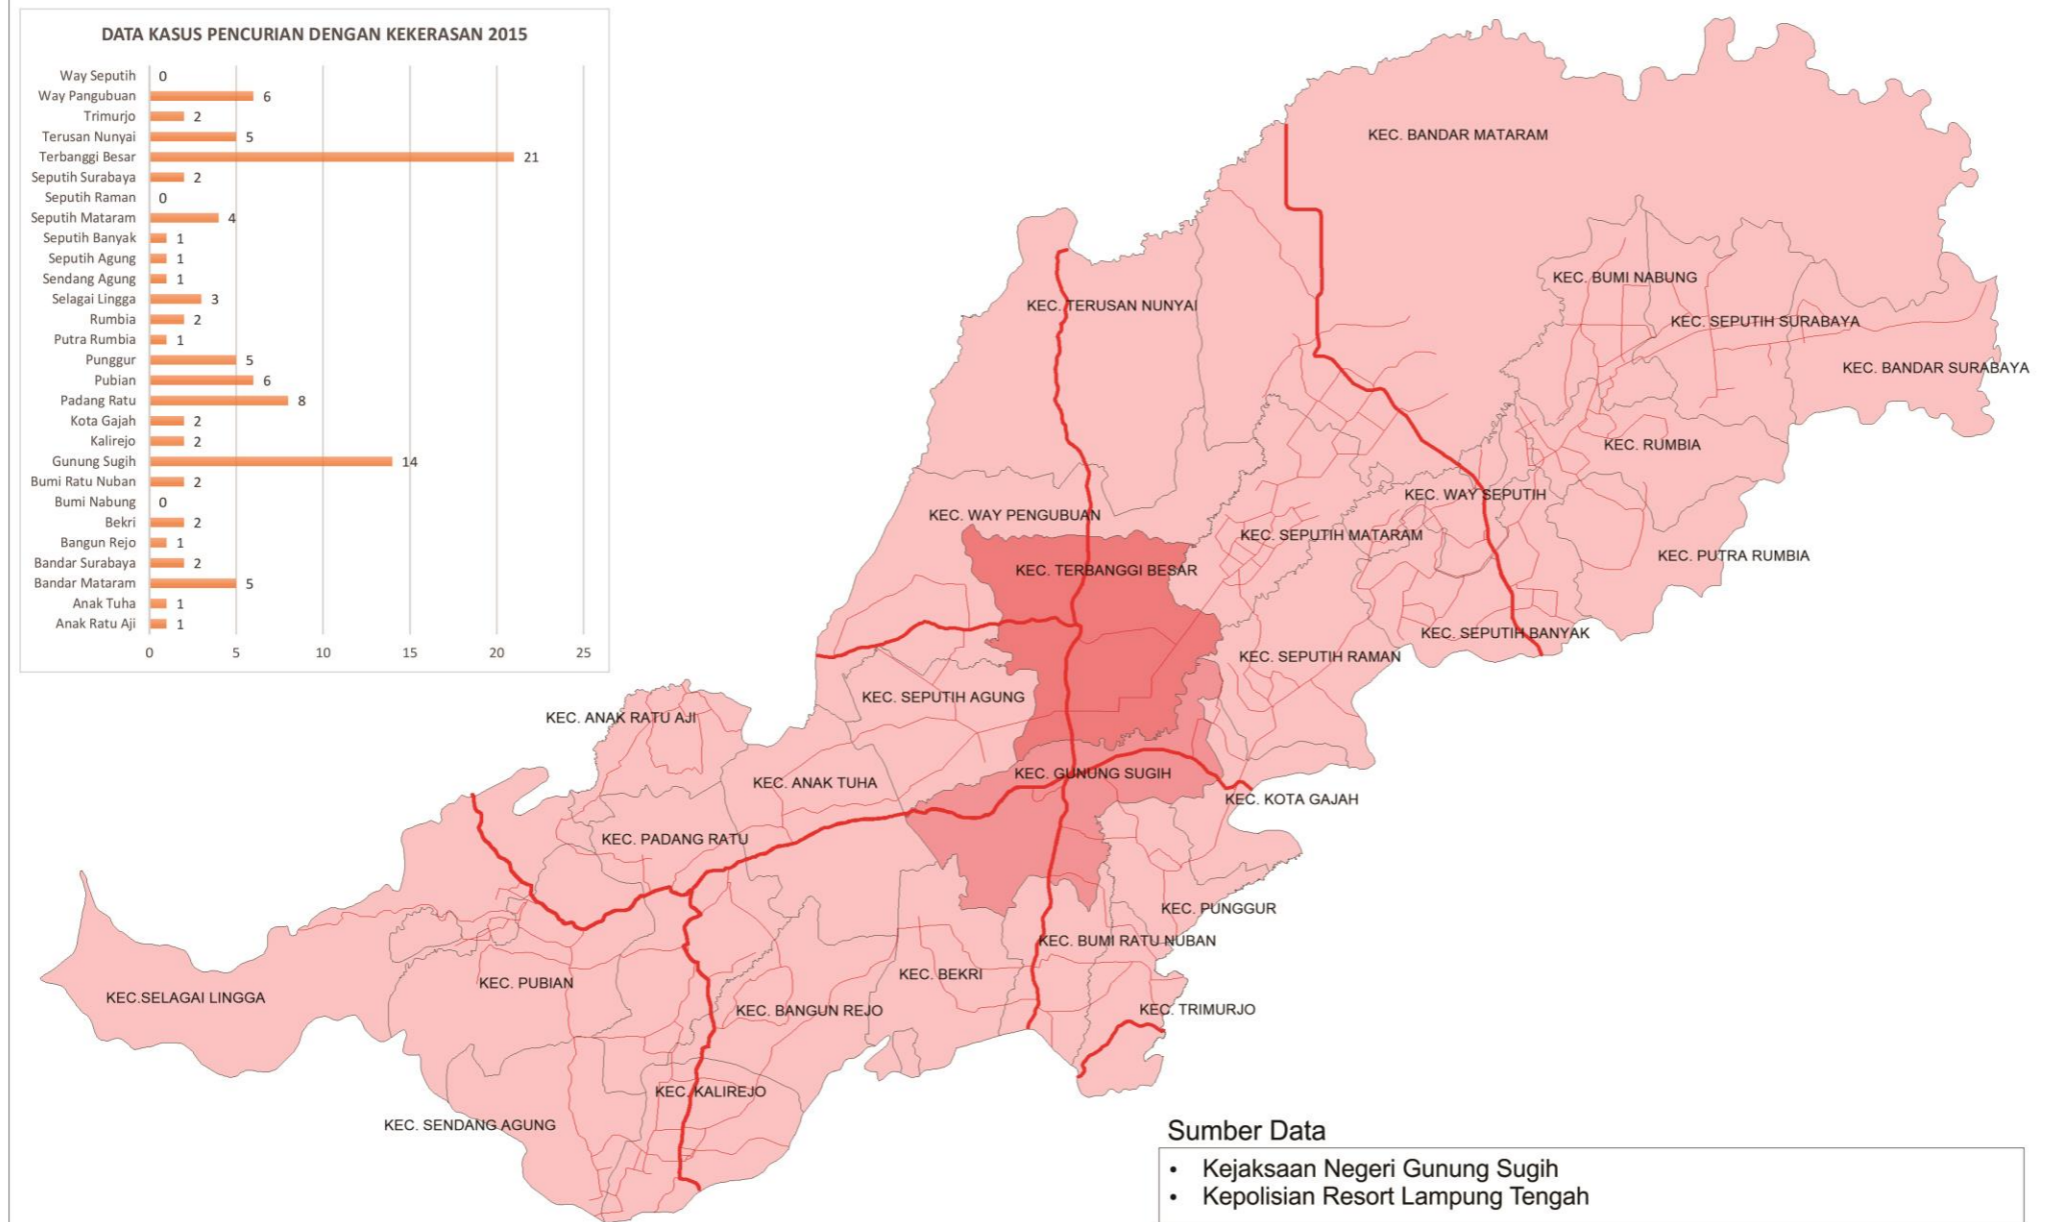 DATA KASUS PENCURIAN DENGAN KEKERASAN 2015
Way Seputih 0
Way Pangubuan 6
Trimurjo 2
Terusan Nunyai 5
Terbanggi Besar 21
Seputih Surabaya 2
Seputih Raman 0
Seputih Mataram 4
Seputih Banyak 1
Seputih Agung 1
Sendang Agung 1
Selagai Lingga 3
Rumbia 2
Putra Rumbia 1
Punggur 5
Pubian 6
Padang Ratu 8
Kota Gajah 2
Kalirejo 2
Gunung Sugih 14
Bumi Ratu Nuban 2
Bumi Nabung 0
Bekri 2
Bangun Rejo 1
Bandar Surabaya 2
Bandar Mataram 5
Anak Tuha 1
Anak Ratu Aji 1
0 5 10 15 20 25
KEC. BANDAR MATARAM
KEC. BUMI NABUNG
KEC. TERUSAN NUNYAI
KEC. SEPUTIH SURABAYA
KEC. BANDAR SURABAYA
KEC. RUMBIA
KEC. WAY SEPUTIH
KEC. WAY PENGUBUAN
KEC. SEPUTIH MATARAM
KEC. PUTRA RUMBIA
KEC. TERBANGGI BESAR
KEC. SEPUTIH BANYAK
KEC. SEPUTIH RAMAN
KEC. SEPUTIH AGUNG
KEC. ANAK RATU AJI
KEC. GUNUNG SUGIH
KEC. ANAK TUHA
KEC. KOTA GAJAH
KEC. PADANG RATU
KEC. PUNGGUR
KEC. BUMI RATU NUBAN
KEC. BEKRI
KEC. PUBIAN
KEC.SELAGAI LINGGA
KEC. BANGUN REJO
KEC. TRIMURJO
KEC. KALIREJO
KEC. SENDANG AGUNG
Sumber Data
• Kejaksaan Negeri Gunung Sugih
• Kepolisian Resort Lampung Tengah